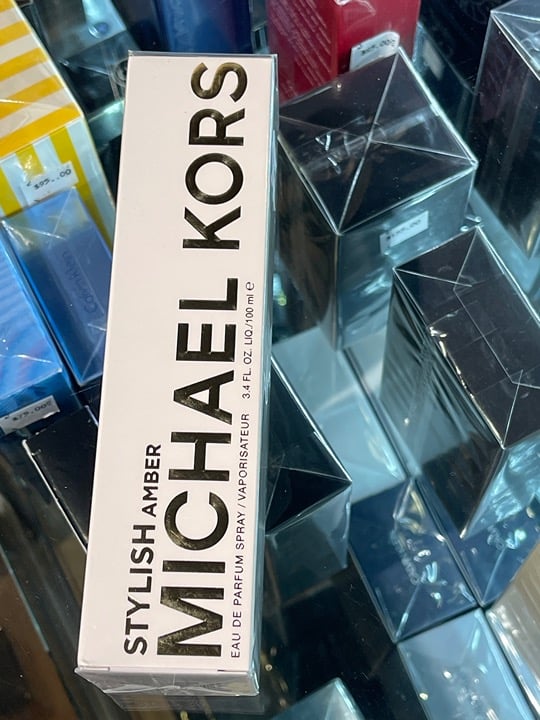 STYLISH AMBER
MICHAEL KORS
EAU DE PARFUM SPRAY / VAPORISATEUR 3.4 FL. OZ. LIQ./100 ml e